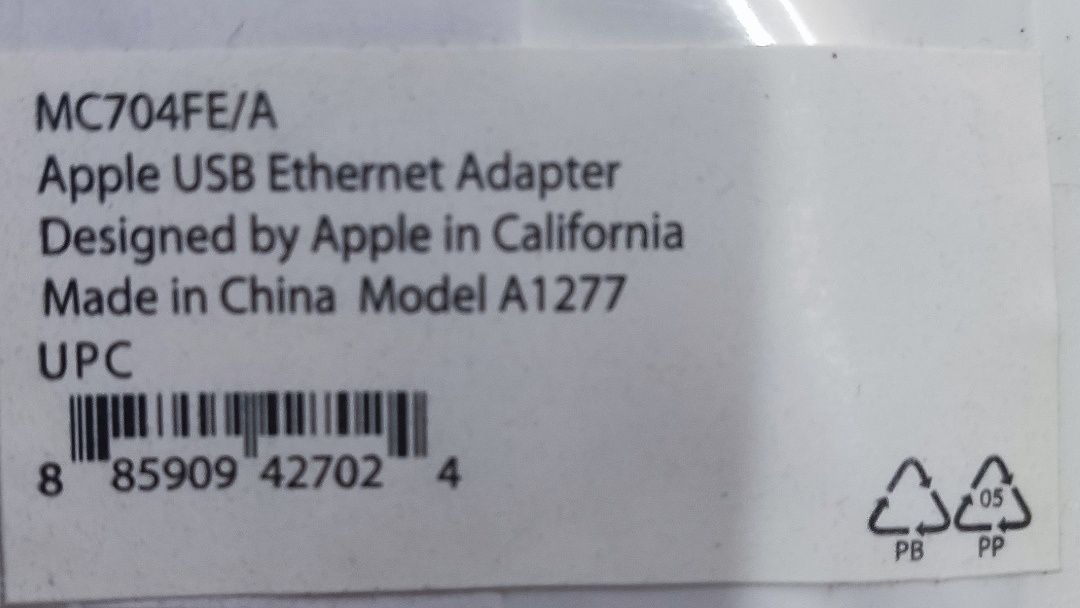 MC704FE/A
Apple USB Ethernet Adapter
Designed by Apple in California
Made in China Model A1277
UPC
8 85909 42702 4
05
PB PP